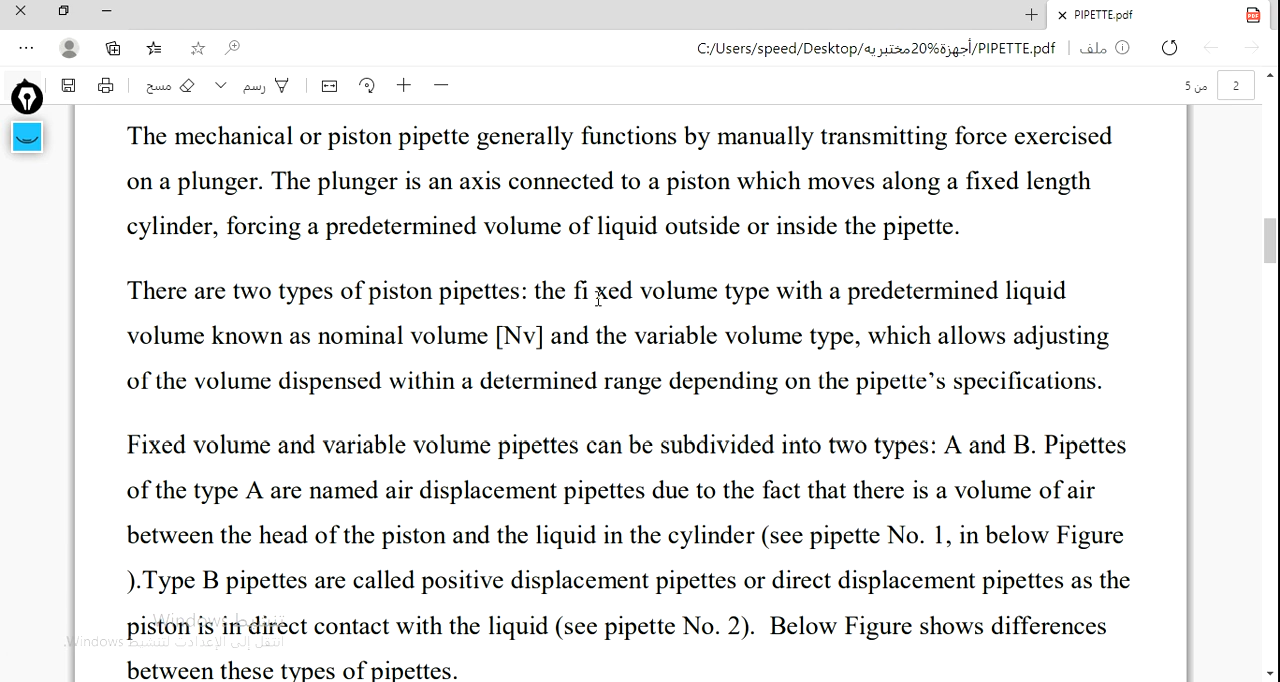 PIPETTE.pdf
C:/Users/speed/Desktop/أجهزة%20مختبريه/PIPETTE.pdf | ملف
مسح
رسم
2 من 5
The mechanical or piston pipette generally functions by manually transmitting force exercised
on a plunger. The plunger is an axis connected to a piston which moves along a fixed length
cylinder, forcing a predetermined volume of liquid outside or inside the pipette.
There are two types of piston pipettes: the fi xed volume type with a predetermined liquid
volume known as nominal volume [Nv] and the variable volume type, which allows adjusting
of the volume dispensed within a determined range depending on the pipette’s specifications.
Fixed volume and variable volume pipettes can be subdivided into two types: A and B. Pipettes
of the type A are named air displacement pipettes due to the fact that there is a volume of air
between the head of the piston and the liquid in the cylinder (see pipette No. 1, in below Figure
).Type B pipettes are called positive displacement pipettes or direct displacement pipettes as the
piston is in direct contact with the liquid (see pipette No. 2).  Below Figure shows differences
between these types of pipettes.
تنشيط Windows
انتقل إلى الإعدادات لتنشيط Windows.